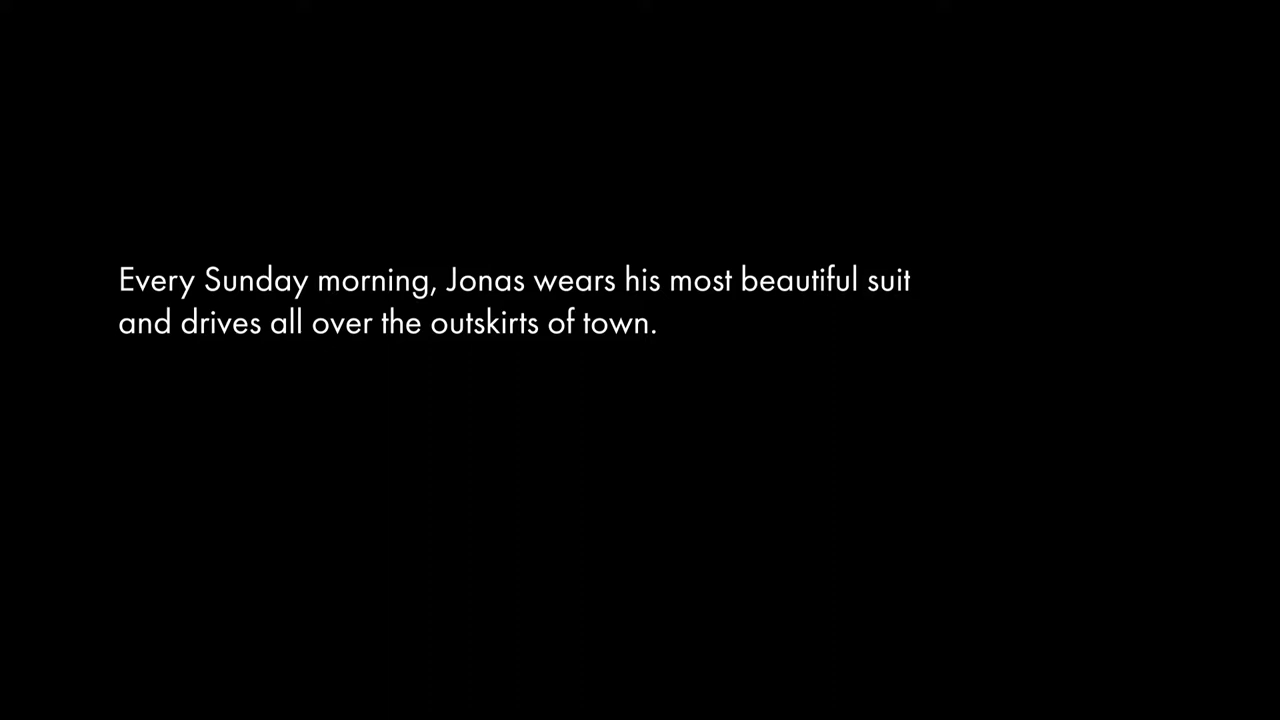 Every Sunday morning, Jonas wears his most beautiful suit
and drives all over the outskirts of town.